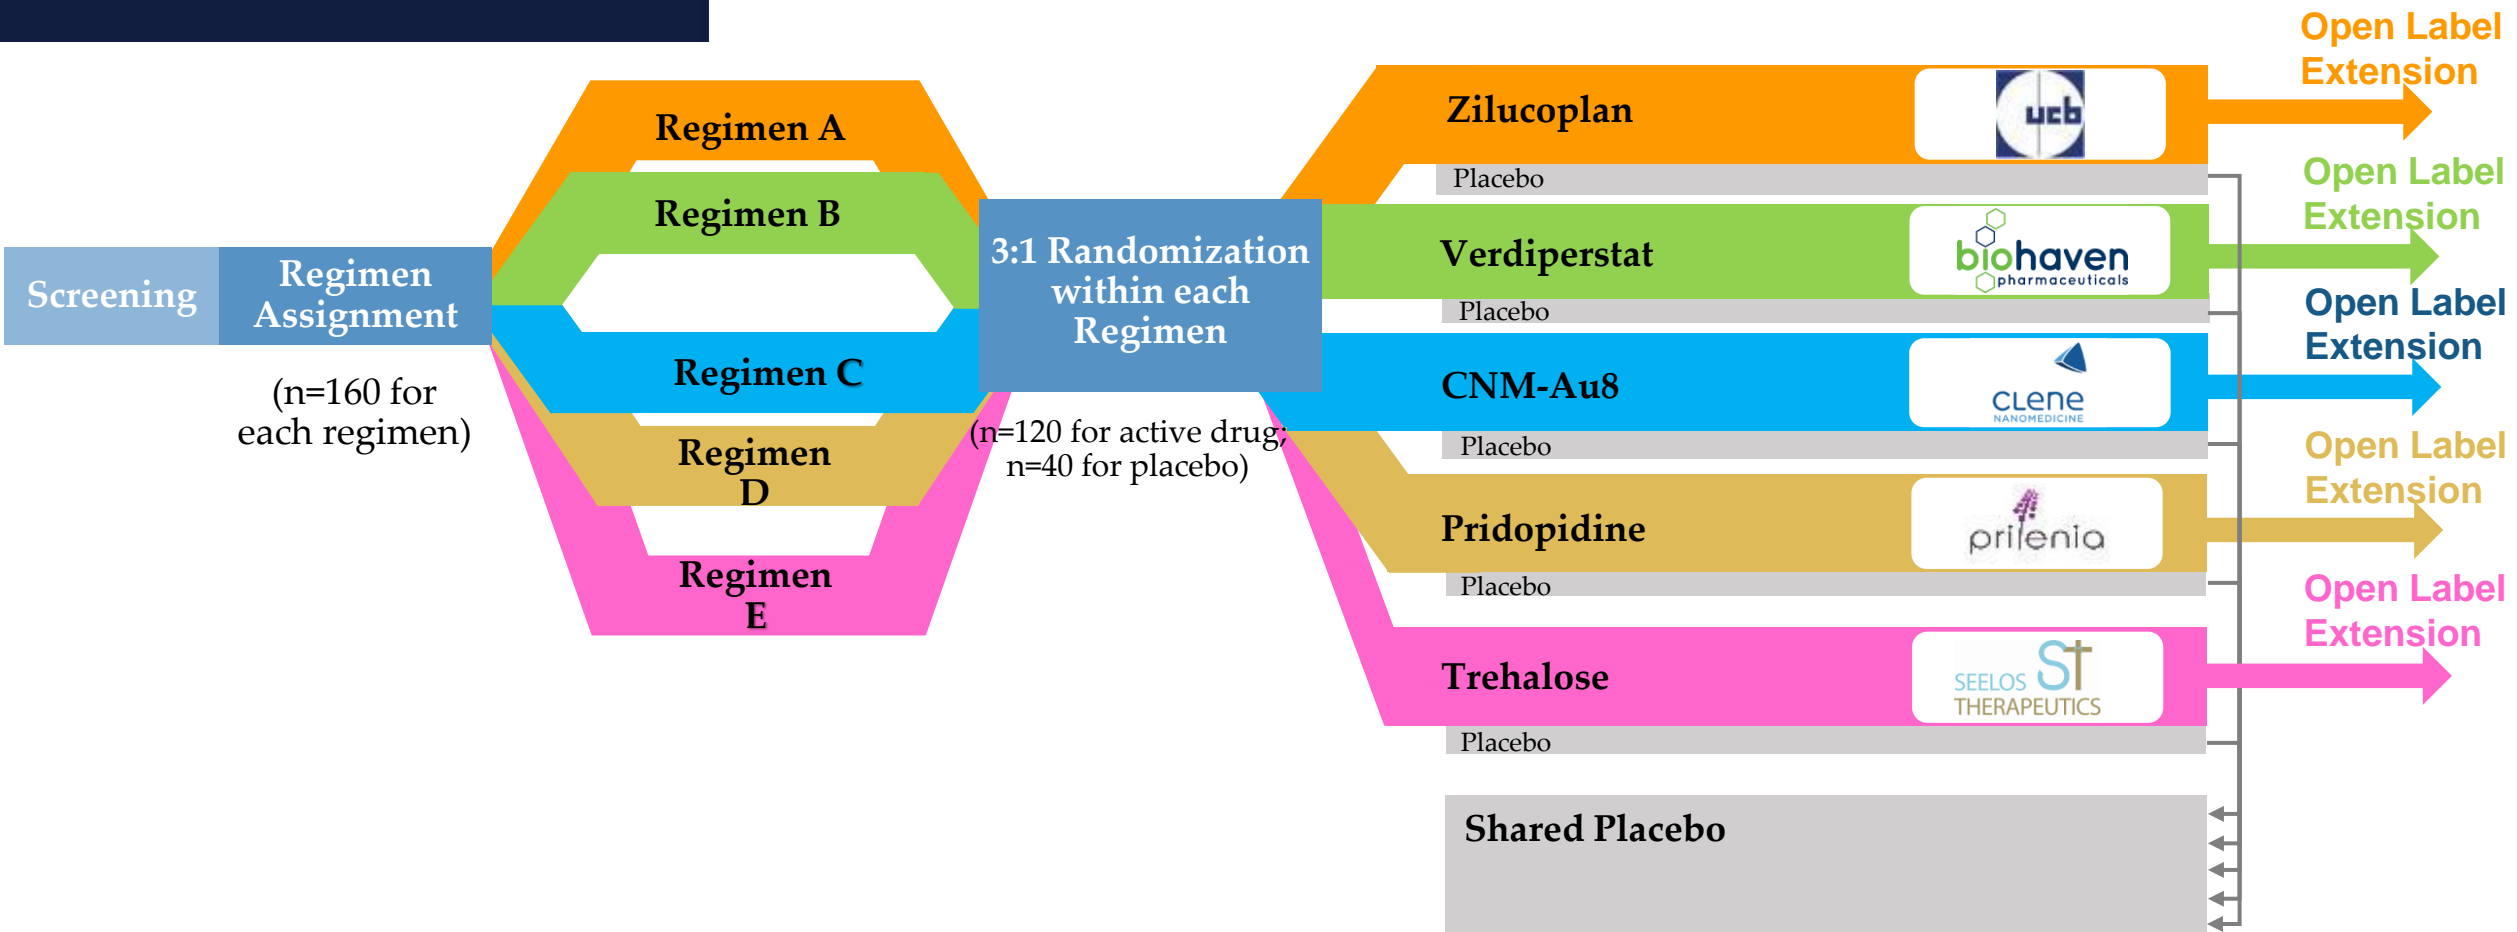 Screening
Regimen
Assignment
(n=160 for
each regimen)
Regimen A
Regimen B
Regimen C
Regimen
D
Regimen
E
3:1 Randomization
within each
Regimen
(n=120 for active drug;
n=40 for placebo)
Zilucoplan
ucb
Placebo
Open Label
Extension
Verdiperstat
biohaven
pharmaceuticals
Placebo
Open Label
Extension
CNM-Au8
CLene
NANOMEDICINE
Placebo
Open Label
Extension
Pridopidine
prilenia
Placebo
Open Label
Extension
Trehalose
ST
SEELOS
THERAPEUTICS
Placebo
Open Label
Extension
Shared Placebo